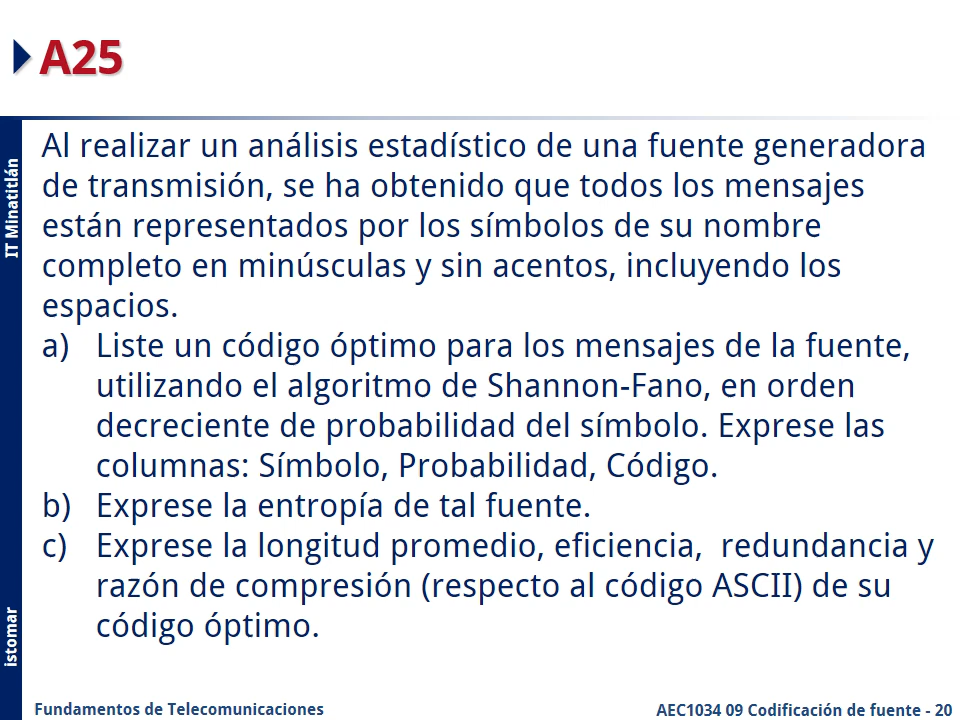 A25
IT Minatitlán
istomar
Al realizar un análisis estadístico de una fuente generadora
de transmisión, se ha obtenido que todos los mensajes
están representados por los símbolos de su nombre
completo en minúsculas y sin acentos, incluyendo los
espacios.
a) Liste un código óptimo para los mensajes de la fuente,
utilizando el algoritmo de Shannon-Fano, en orden
decreciente de probabilidad del símbolo. Exprese las
columnas: Símbolo, Probabilidad, Código.
b) Exprese la entropía de tal fuente.
c) Exprese la longitud promedio, eficiencia, redundancia y
razón de compresión (respecto al código ASCII) de su
código óptimo.
Fundamentos de Telecomunicaciones
AEC1034 09 Codificación de fuente - 20